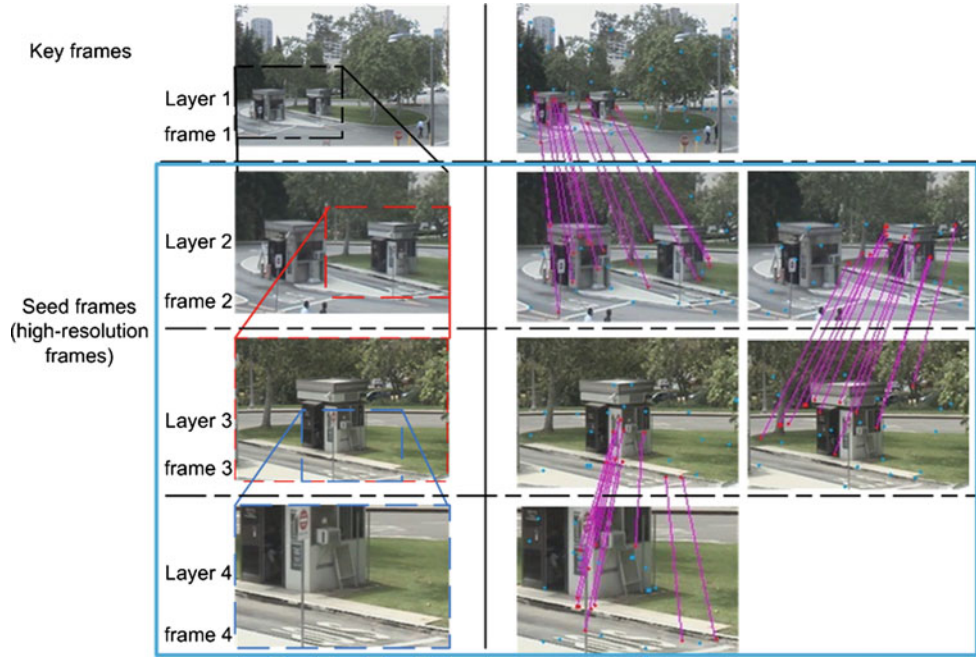 Key frames
Layer 1
frame 1
Layer 2
frame 2
Seed frames
(high-resolution
frames)
Layer 3
frame 3
Layer 4
frame 4